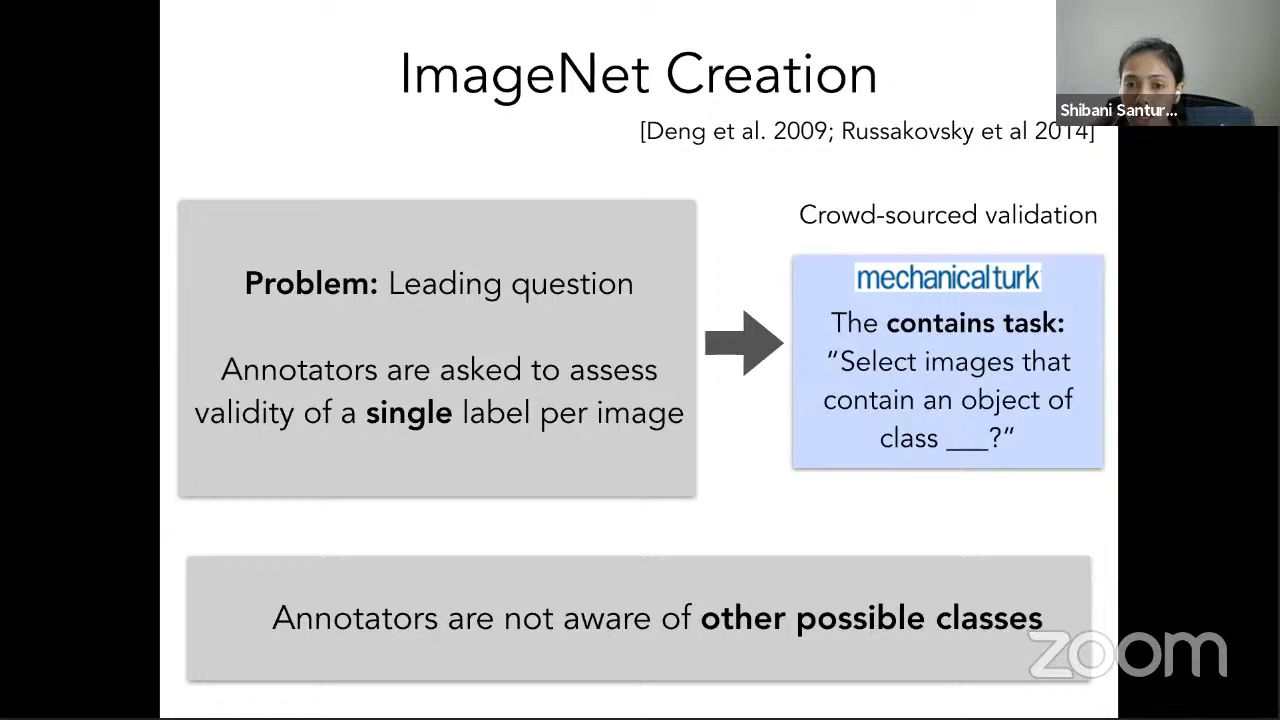 ImageNet Creation
Shibani Santur...
[Deng et al. 2009; Russakovsky et al 2014]
Crowd-sourced validation
Problem: Leading question
Annotators are asked to assess
validity of a single label per image
mechanicalturk
The contains task:
“Select images that
contain an object of
class ___?”
Annotators are not aware of other possible classes
zoom